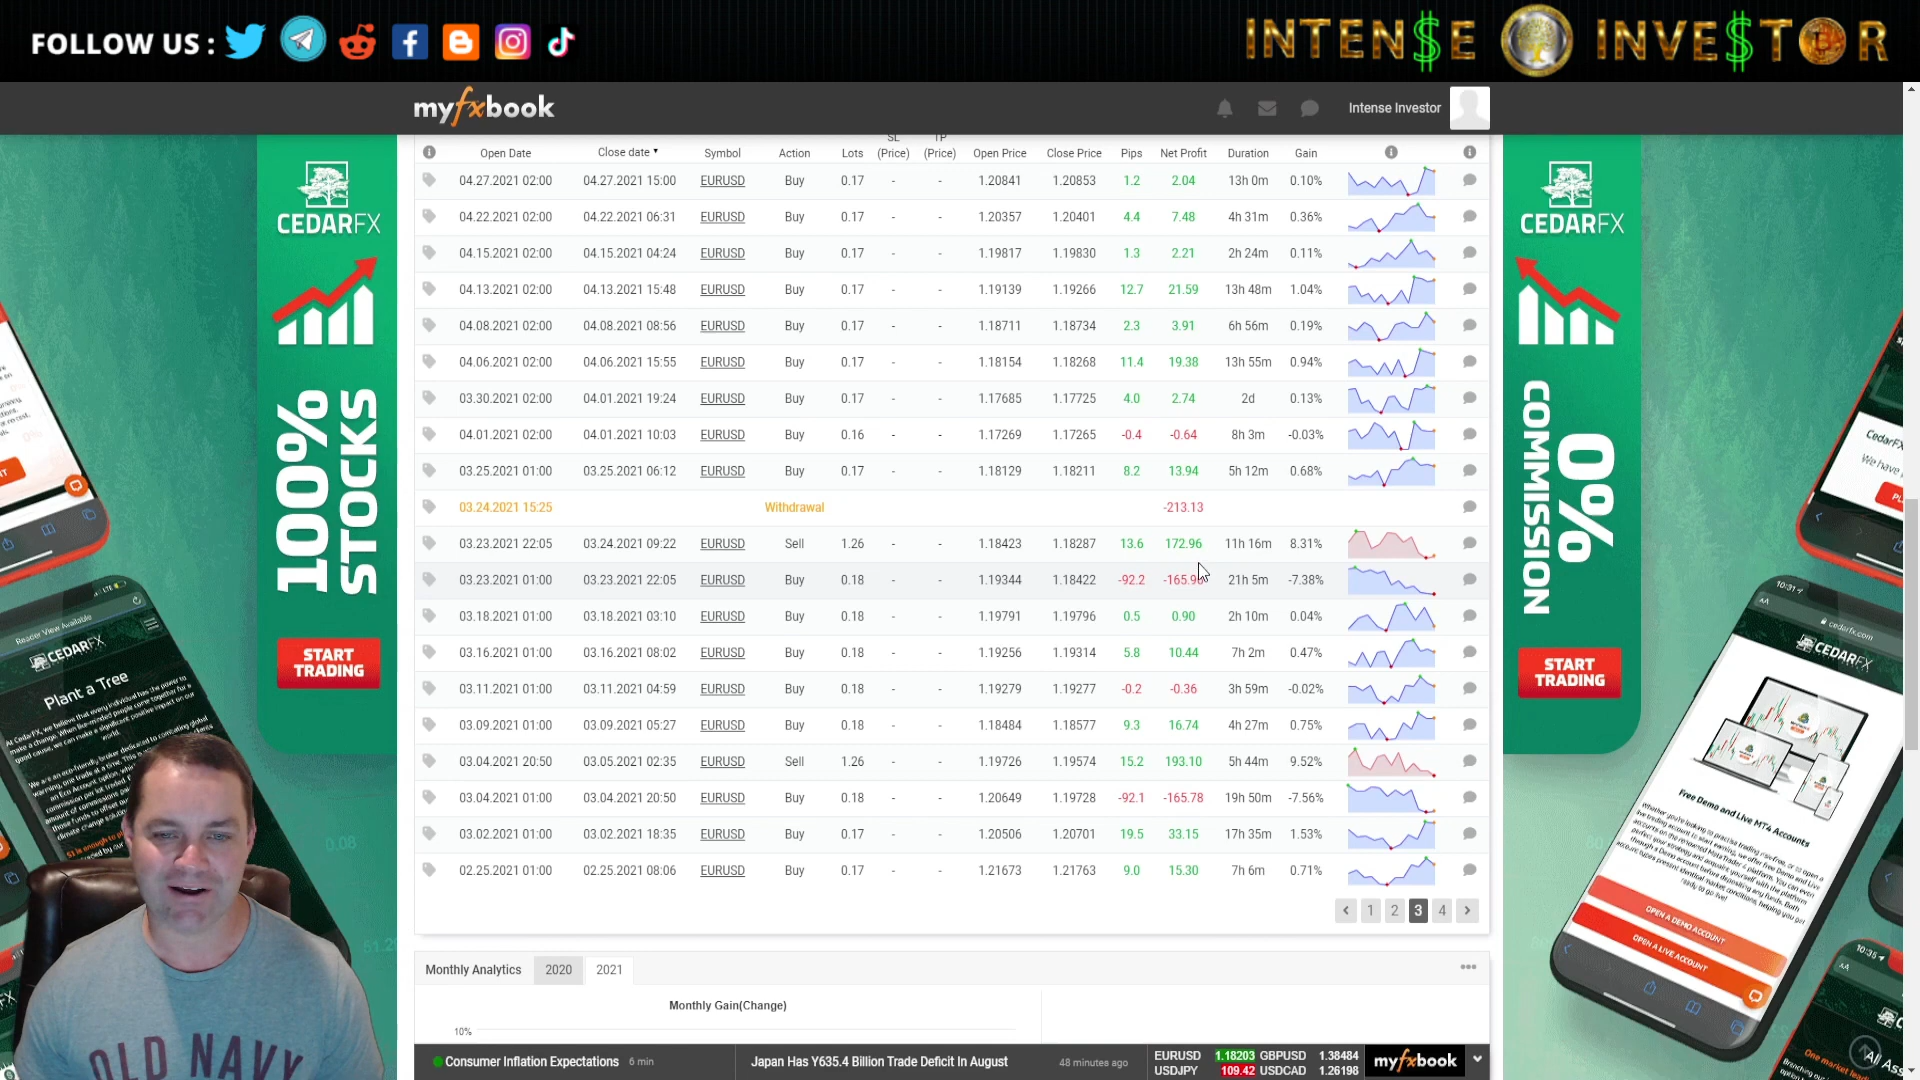 FOLLOW US :
INTEN$E INVE$TOR
myfxbook
Intense Investor
SL TP
Open Date Close date Symbol Action Lots (Price) (Price) Open Price Close Price Pips Net Profit Duration Gain
04.27.2021 02:00 04.27.2021 15:00 EURUSD Buy 0.17 - - 1.20841 1.20853 1.2 2.04 13h 0m 0.10%
04.22.2021 02:00 04.22.2021 06:31 EURUSD Buy 0.17 - - 1.20357 1.20401 4.4 7.48 4h 31m 0.36%
04.15.2021 02:00 04.15.2021 04:24 EURUSD Buy 0.17 - - 1.19817 1.19830 1.3 2.21 2h 24m 0.11%
04.13.2021 02:00 04.13.2021 15:48 EURUSD Buy 0.17 - - 1.19139 1.19266 12.7 21.59 13h 48m 1.04%
04.08.2021 02:00 04.08.2021 08:56 EURUSD Buy 0.17 - - 1.18711 1.18734 2.3 3.91 6h 56m 0.19%
04.06.2021 02:00 04.06.2021 15:55 EURUSD Buy 0.17 - - 1.18154 1.18268 11.4 19.38 13h 55m 0.94%
03.30.2021 02:00 04.01.2021 19:24 EURUSD Buy 0.17 - - 1.17685 1.17725 4.0 2.74 2d 0.13%
04.01.2021 02:00 04.01.2021 10:03 EURUSD Buy 0.16 - - 1.17269 1.17265 -0.4 -0.64 8h 3m -0.03%
03.25.2021 01:00 03.25.2021 06:12 EURUSD Buy 0.17 - - 1.18129 1.18211 8.2 13.94 5h 12m 0.68%
03.24.2021 15:25 Withdrawal -213.13
03.23.2021 22:05 03.24.2021 09:22 EURUSD Sell 1.26 - - 1.18423 1.18287 13.6 172.96 11h 16m 8.31%
03.23.2021 01:00 03.23.2021 22:05 EURUSD Buy 0.18 - - 1.19344 1.18422 -92.2 21h 5m -7.38%
03.18.2021 01:00 03.18.2021 03:10 EURUSD Buy 0.18 - - 1.19791 1.19796 0.5 0.90 2h 10m 0.04%
03.16.2021 01:00 03.16.2021 08:02 EURUSD Buy 0.18 - - 1.19256 1.19314 5.8 10.44 7h 2m 0.47%
03.11.2021 01:00 03.11.2021 04:59 EURUSD Buy 0.18 - - 1.19279 1.19277 -0.2 -0.36 3h 59m -0.02%
03.09.2021 01:00 03.09.2021 05:27 EURUSD Buy 0.18 - - 1.18484 1.18577 9.3 16.74 4h 27m 0.75%
03.04.2021 20:50 03.05.2021 02:35 EURUSD Sell 1.26 - - 1.19726 1.19574 15.2 193.10 5h 44m 9.52%
03.04.2021 01:00 03.04.2021 20:50 EURUSD Buy 0.18 - - 1.20649 1.19728 -92.1 -165.78 19h 50m -7.56%
03.02.2021 01:00 03.02.2021 18:35 EURUSD Buy 0.17 - - 1.20506 1.20701 19.5 33.15 17h 35m 1.53%
02.25.2021 01:00 02.25.2021 08:06 EURUSD Buy 0.17 - - 1.21673 1.21763 9.0 15.30 7h 6m 0.71%
1 2 3 4
Monthly Analytics 2020 2021
Monthly Gain(Change)
10%
Consumer Inflation Expectations 6 min
Japan Has Y635.4 Billion Trade Deficit In August 48 minutes ago
EURUSD 1.18203 GBPUSD 1.38484
USDJPY 109.42 USDCAD 1.26198
myfxbook
CEDARFX
100% STOCKS
START TRADING
Reader View Available
CEDARFX
Plant a Tree
OLD NAVY
CEDARFX
0% COMMISSION
START TRADING
10:31
cedarfx.com
CEDARFX
Free Demo and Live MT4 Accounts
OPEN A DEMO ACCOUNT
OPEN A LIVE ACCOUNT
10:35